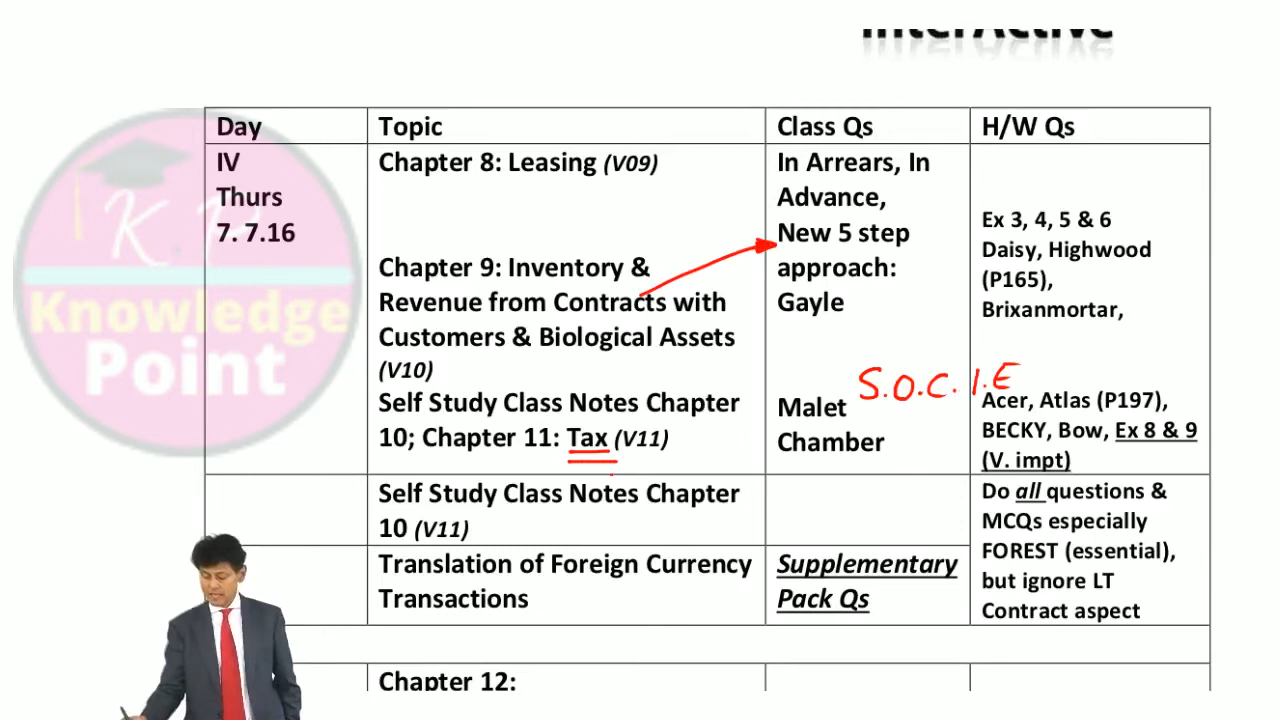 InterActive
Day Topic Class Qs H/W Qs
IV
Thurs
7. 7.16
Chapter 8: Leasing (V09)
Chapter 9: Inventory &
Revenue from Contracts with
Customers & Biological Assets
(V10)
Self Study Class Notes Chapter
10; Chapter 11: Tax (V11)
In Arrears, In
Advance,
New 5 step
approach:
Gayle
Malet
Chamber
S.O.C.I.E
Ex 3, 4, 5 & 6
Daisy, Highwood
(P165),
Brixanmortar,
Acer, Atlas (P197),
BECKY, Bow, Ex 8 & 9
(V. impt)
Self Study Class Notes Chapter
10 (V11)
Do all questions &
MCQs especially
FOREST (essential),
but ignore LT
Contract aspect
Translation of Foreign Currency
Transactions
Supplementary
Pack Qs
Chapter 12:
K.P
Knowledge
Point